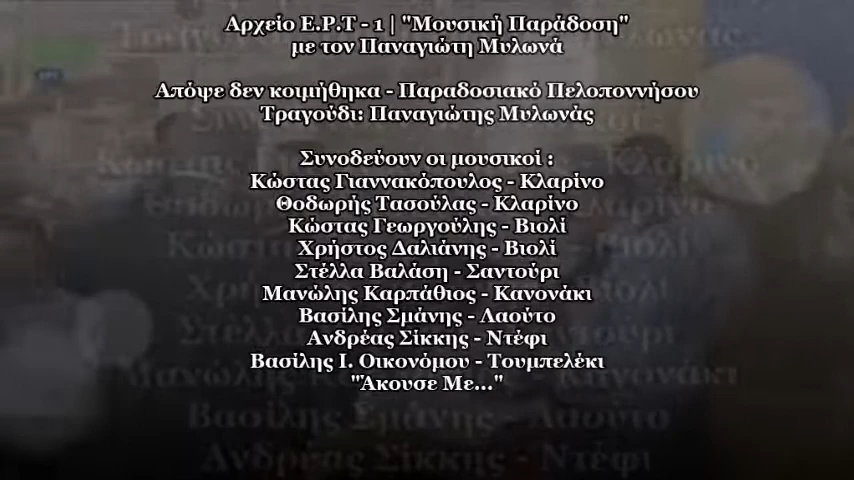 Αρχείο Ε.Ρ.Τ - 1 | "Μουσική Παράδοση"
με τον Παναγιώτη Μυλωνά
Απόψε δεν κοιμήθηκα - Παραδοσιακό Πελοποννήσου
Τραγούδι: Παναγιώτης Μυλωνάς
Συνοδεύουν οι μουσικοί :
Κώστας Γιαννακόπουλος - Κλαρίνο
Θοδωρής Τασούλας - Κλαρίνο
Κώστας Γεωργούλης - Βιολί
Χρήστος Δαλιάνης - Βιολί
Στέλλα Βαλάση - Σαντούρι
Μανώλης Καρπάθιος - Κανονάκι
Βασίλης Σμάνης - Λαούτο
Ανδρέας Σίκκης - Ντέφι
Βασίλης Ι. Οικονόμου - Τουμπελέκι
"Άκουσε Με..."